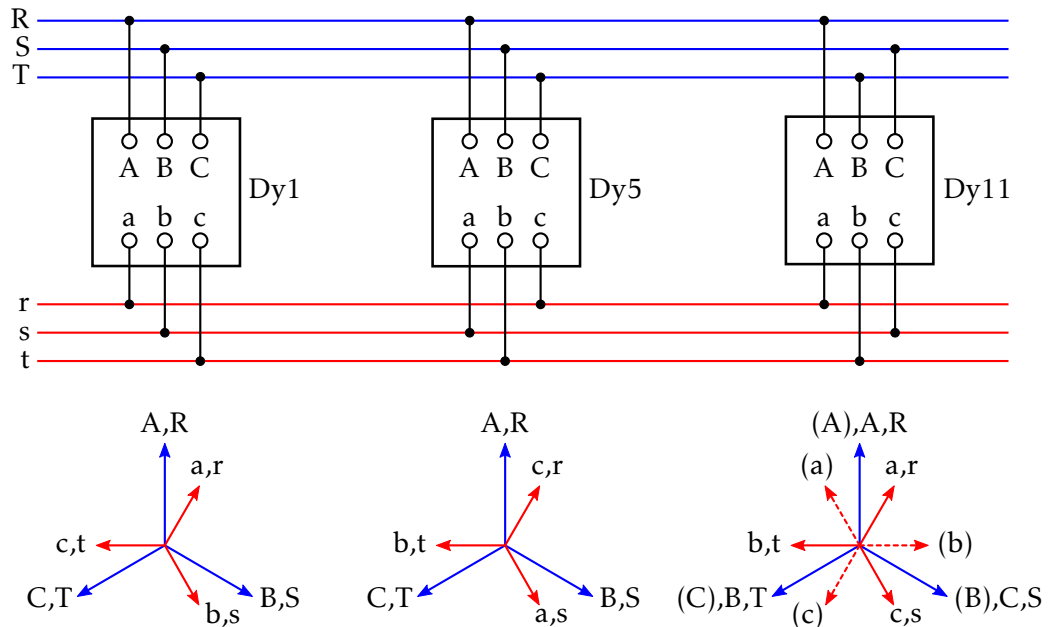 R
S
T
A B C
A B C
A B C
Dy1
Dy5
Dy11
a b c
a b c
a b c
r
s
t
A,R
a,r
c,t
C,T
b,s
B,S
A,R
c,r
b,t
C,T
a,s
B,S
(A),A,R
(a)
a,r
b,t
(b)
(C),B,T
(c)
c,s
(B),C,S